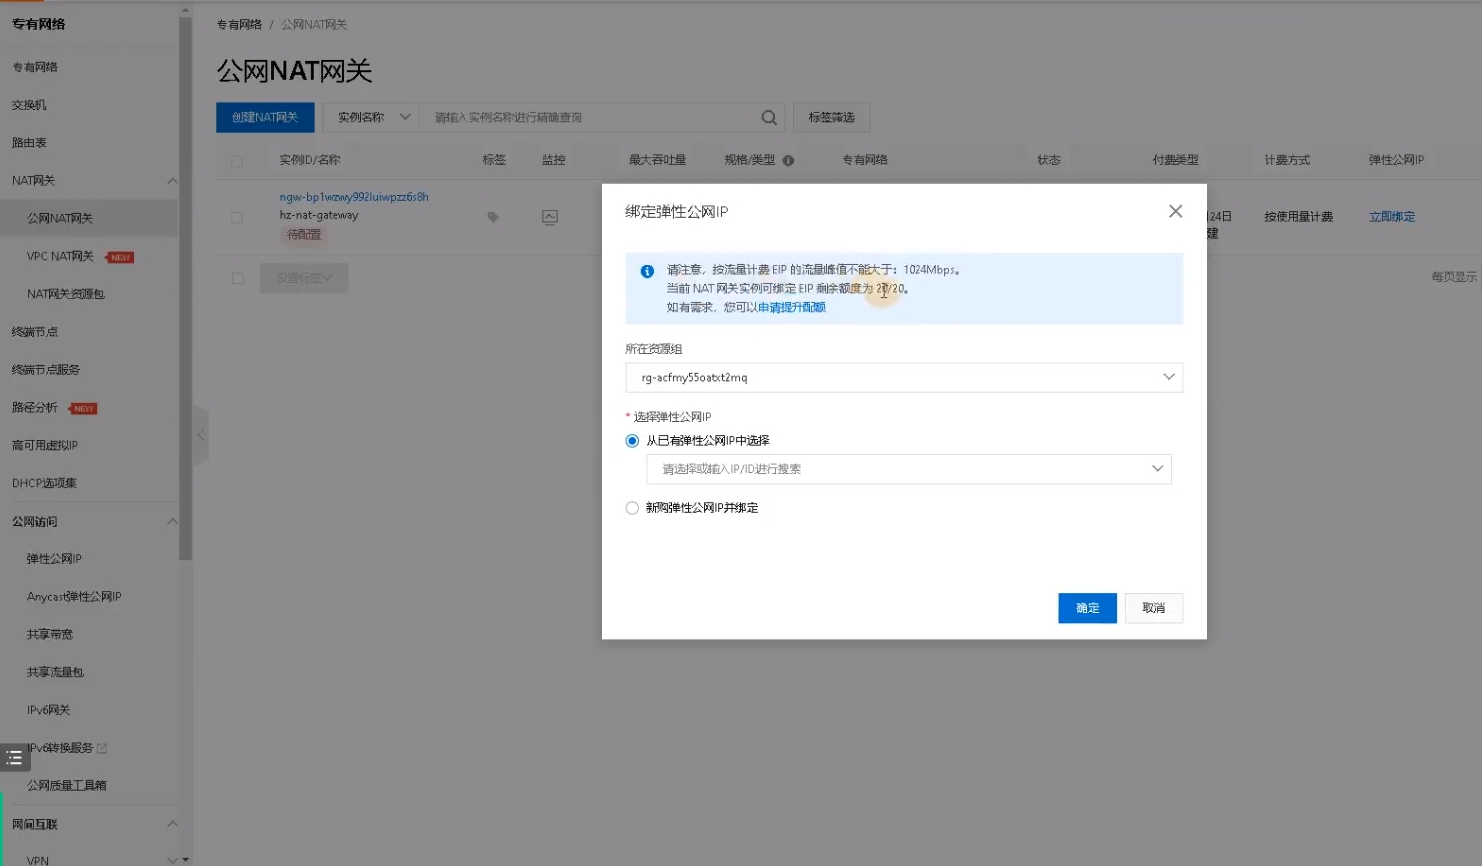 专有网络
专有网络
交换机
路由表
NAT网关
公网NAT网关
VPC NAT网关 NEW
NAT网关资源包
终端节点
终端节点服务
路径分析 NEW
高可用虚拟IP
DHCP选项集
公网访问
弹性公网IP
Anycast弹性公网IP
共享带宽
共享流量包
IPv6网关
IPv6转换服务
公网质量工具箱
网间互联
VPN
专有网络 / 公网NAT网关
公网NAT网关
创建NAT网关 实例名称 请输入实例名称进行精确查询 标签筛选
实例ID/名称 标签 监控 最大吞吐量 规格/类型 专有网络 状态 付费类型 计费方式 弹性公网IP
ngw-bp1wzwy992luiwpzz6s8h
hz-nat-gateway
待配置
24日
建
按使用量计费 立即绑定
设置标签
每页显示
绑定弹性公网IP
请注意，按流量计费 EIP 的流量峰值不能大于：1024Mbps。
当前 NAT 网关实例可绑定 EIP 剩余额度为 20/20。
如有需求，您可以申请提升配额
所在资源组
rg-acfmy55oatxt2mq
* 选择弹性公网IP
从已有弹性公网IP中选择
请选择或输入IP/ID进行搜索
新购弹性公网IP并绑定
确定 取消